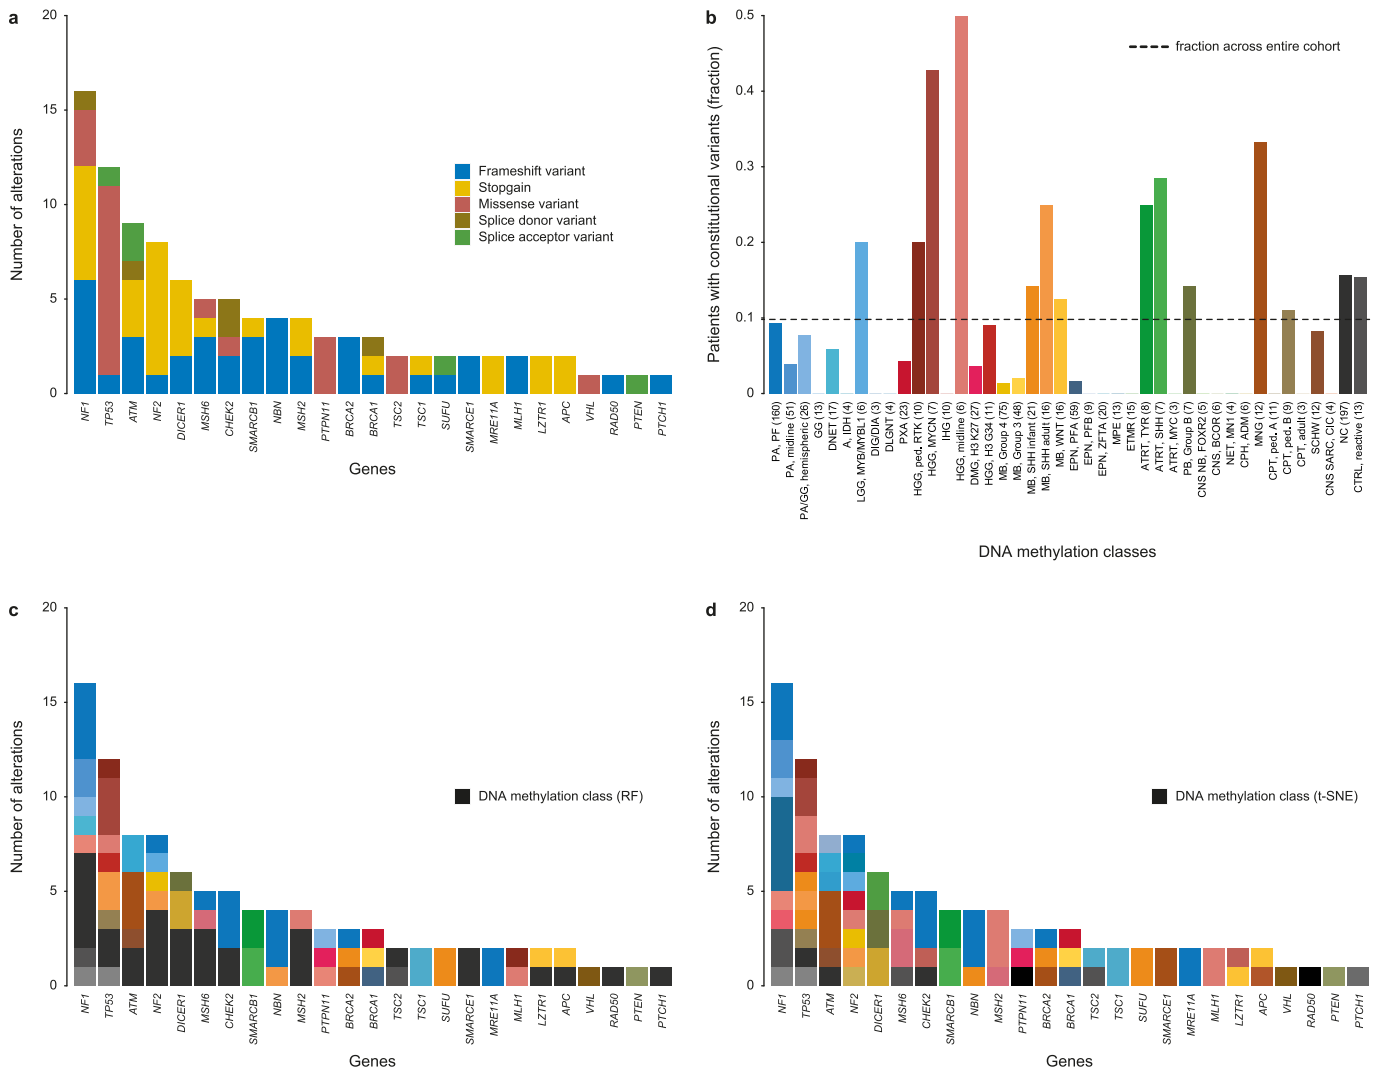 a
20
15
10
5
0
Number of alterations
Frameshift variant
Stopgain
Missense variant
Splice donor variant
Splice acceptor variant
NF1
TP53
ATM
NF2
DICER1
MSH6
CHEK2
SMARCB1
NBN
MSH2
PTPN11
BRCA2
BRCA1
TSC2
TSC1
SUFU
SMARCE1
MRE11A
MLH1
LZTR1
APC
VHL
RAD50
PTEN
PTCH1
Genes
b
0.5
0.4
0.3
0.2
0.1
0
Patients with constitutional variants (fraction)
fraction across entire cohort
PA, PF (160)
PA, midline (51)
PA/GG, hemispheric (26)
GG (13)
DNET (17)
A, IDH (4)
LGG, MYB/MYBL1 (6)
DIG/DIA (3)
DLGNT (4)
PXA (23)
HGG, ped. RTK (10)
HGG, MYCN (7)
IHG (10)
HGG, midline (6)
DMG, H3 K27 (27)
HGG, H3 G34 (11)
MB, Group 4 (75)
MB, Group 3 (48)
MB, SHH infant (21)
MB, SHH adult (16)
MB, WNT (16)
EPN, PFA (59)
EPN, PFB (9)
EPN, ZFTA (20)
MPE (13)
ETMR (15)
ATRT, TYR (8)
ATRT, SHH (7)
ATRT, MYC (3)
PB, Group B (7)
CNS NB, FOXR2 (5)
CNS, BCOR (6)
NET, MN1 (4)
CPH, ADM (6)
MNG (12)
CPT, ped. A (11)
CPT, ped. B (9)
CPT, adult (3)
SCHW (12)
CNS SARC, CIC (4)
NC (197)
CTRL, reactive (13)
DNA methylation classes
c
20
15
10
5
0
Number of alterations
DNA methylation class (RF)
NF1
TP53
ATM
NF2
DICER1
MSH6
CHEK2
SMARCB1
NBN
MSH2
PTPN11
BRCA2
BRCA1
TSC2
TSC1
SUFU
SMARCE1
MRE11A
MLH1
LZTR1
APC
VHL
RAD50
PTEN
PTCH1
Genes
d
20
15
10
5
0
Number of alterations
DNA methylation class (t-SNE)
NF1
TP53
ATM
NF2
DICER1
MSH6
CHEK2
SMARCB1
NBN
MSH2
PTPN11
BRCA2
BRCA1
TSC2
TSC1
SUFU
SMARCE1
MRE11A
MLH1
LZTR1
APC
VHL
RAD50
PTEN
PTCH1
Genes